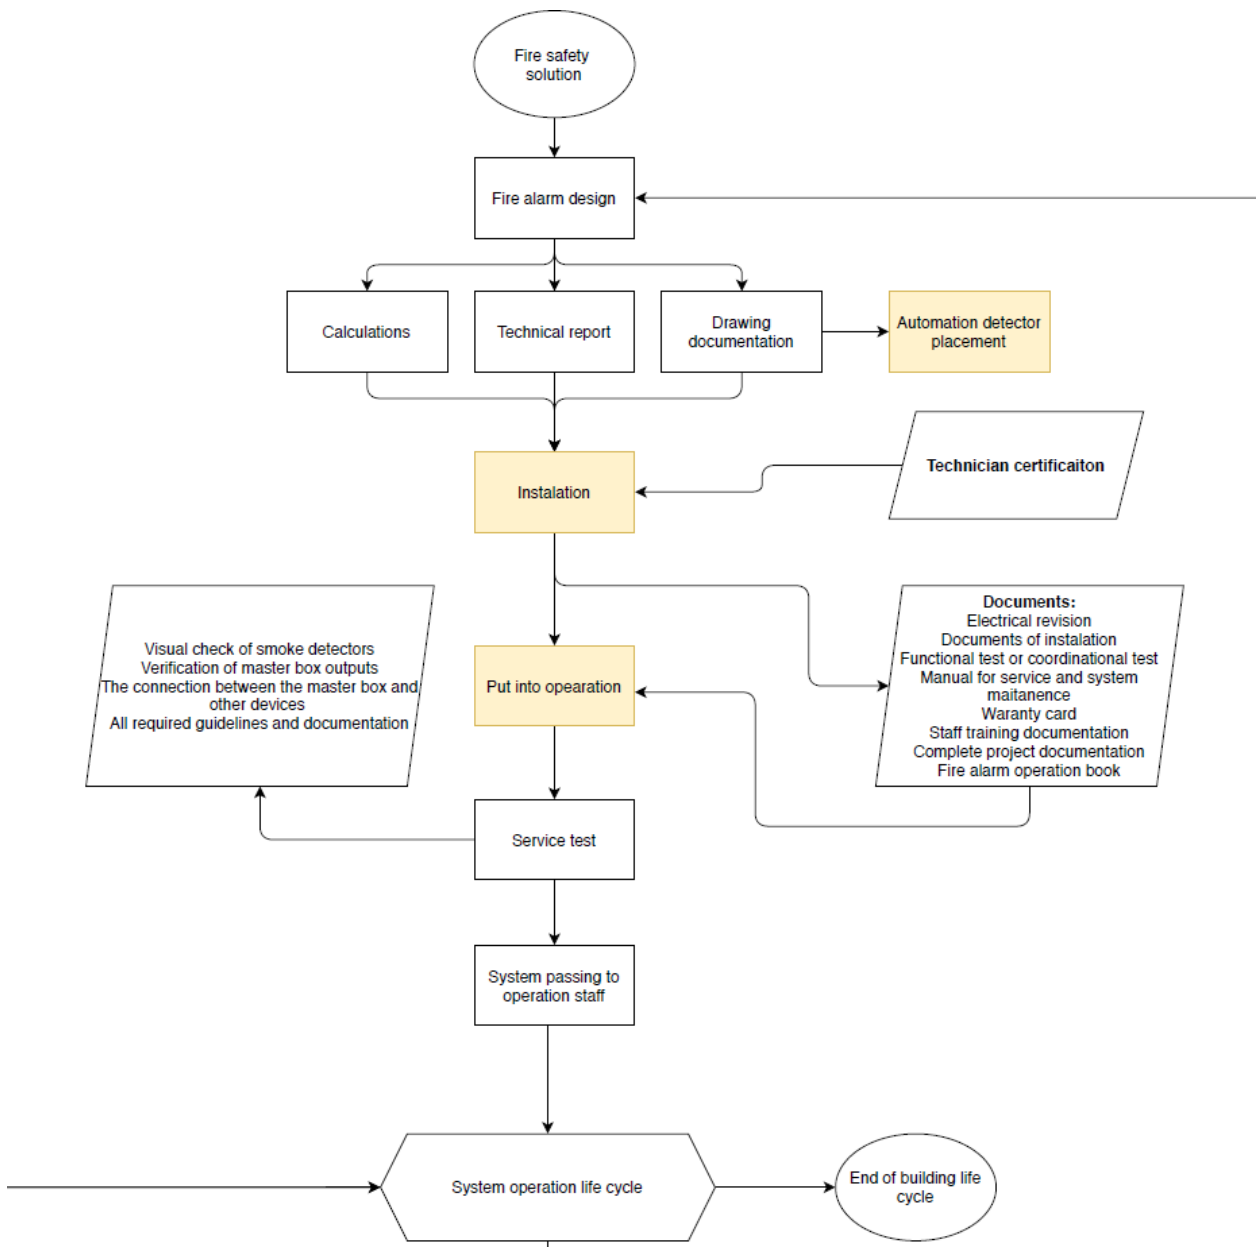 Fire safety
solution
Fire alarm design
Calculations
Technical report
Drawing
documentation
Automation detector
placement
Technician certificaiton
Instalation
Documents:
Electrical revision
Documents of instalation
Functional test or coordinational test
Manual for service and system
maitanence
Waranty card
Staff training documentation
Complete project documentation
Fire alarm operation book
Visual check of smoke detectors
Verification of master box outputs
The connection between the master box and
other devices
All required guidelines and documentation
Put into opearation
Service test
System passing to
operation staff
System operation life cycle
End of building life
cycle